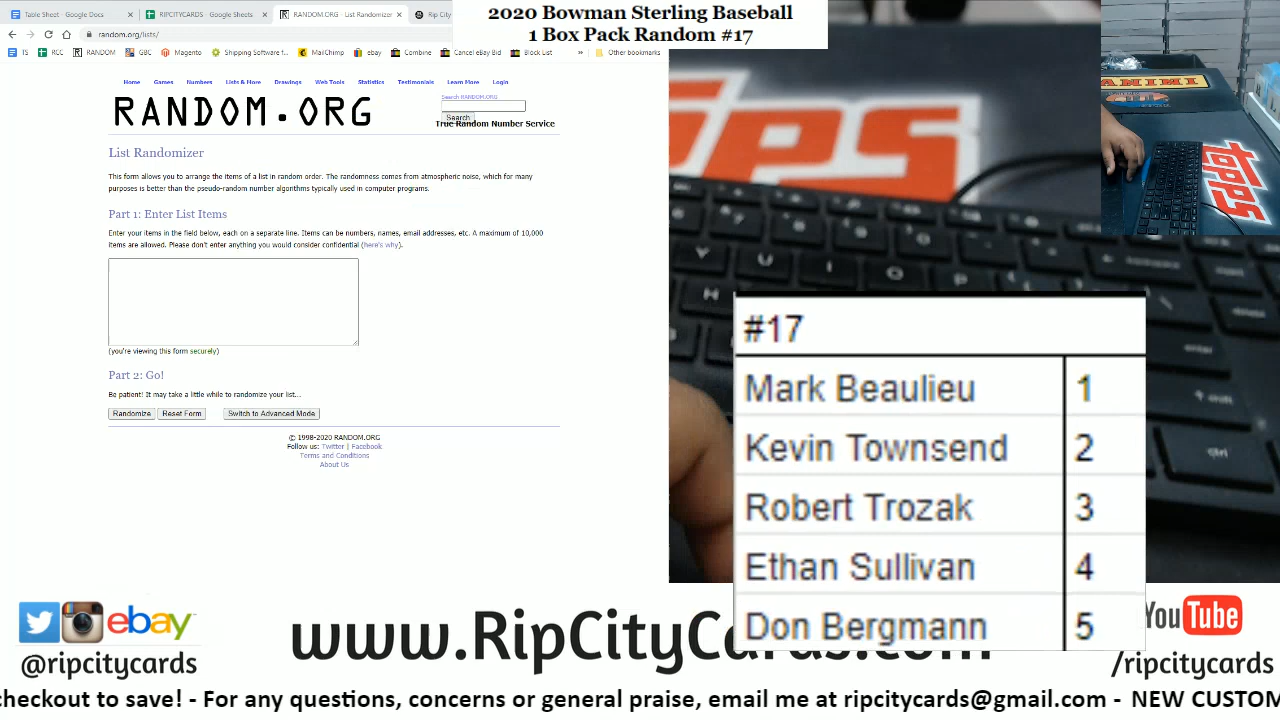 Table Sheet - Google Docs
RIPCITYCARDS - Google Sheets
RANDOM.ORG - List Randomizer
Rip City
random.org/lists/
TS
RCC
RANDOM
GBC
Magento
Shipping Software f...
MailChimp
ebay
Combine
Cancel eBay Bid
Block List
»
Other bookmarks
2020 Bowman Sterling Baseball
1 Box Pack Random #17
Home Games Numbers Lists & More Drawings Web Tools Statistics Testimonials Learn More Login
RANDOM.ORG
Search RANDOM.ORG
Search
True Random Number Service
List Randomizer
This form allows you to arrange the items of a list in random order. The randomness comes from atmospheric noise, which for many
purposes is better than the pseudo-random number algorithms typically used in computer programs.
Part 1: Enter List Items
Enter your items in the field below, each on a separate line. Items can be numbers, names, email addresses, etc. A maximum of 10,000
items are allowed. Please don't enter anything you would consider confidential (here's why).
(you're viewing this form securely)
Part 2: Go!
Be patient! It may take a little while to randomize your list...
Randomize
Reset Form
Switch to Advanced Mode
© 1998-2020 RANDOM.ORG
Follow us: Twitter | Facebook
Terms and Conditions
About Us
topps
ANIMI
topps
#17
Mark Beaulieu 1
Kevin Townsend 2
Robert Trozak 3
Ethan Sullivan 4
Don Bergmann 5
ebay
@ripcitycards
www.RipCityCards.com
YouTube
/ripcitycards
checkout to save! - For any questions, concerns or general praise, email me at ripcitycards@gmail.com - NEW CUSTOM